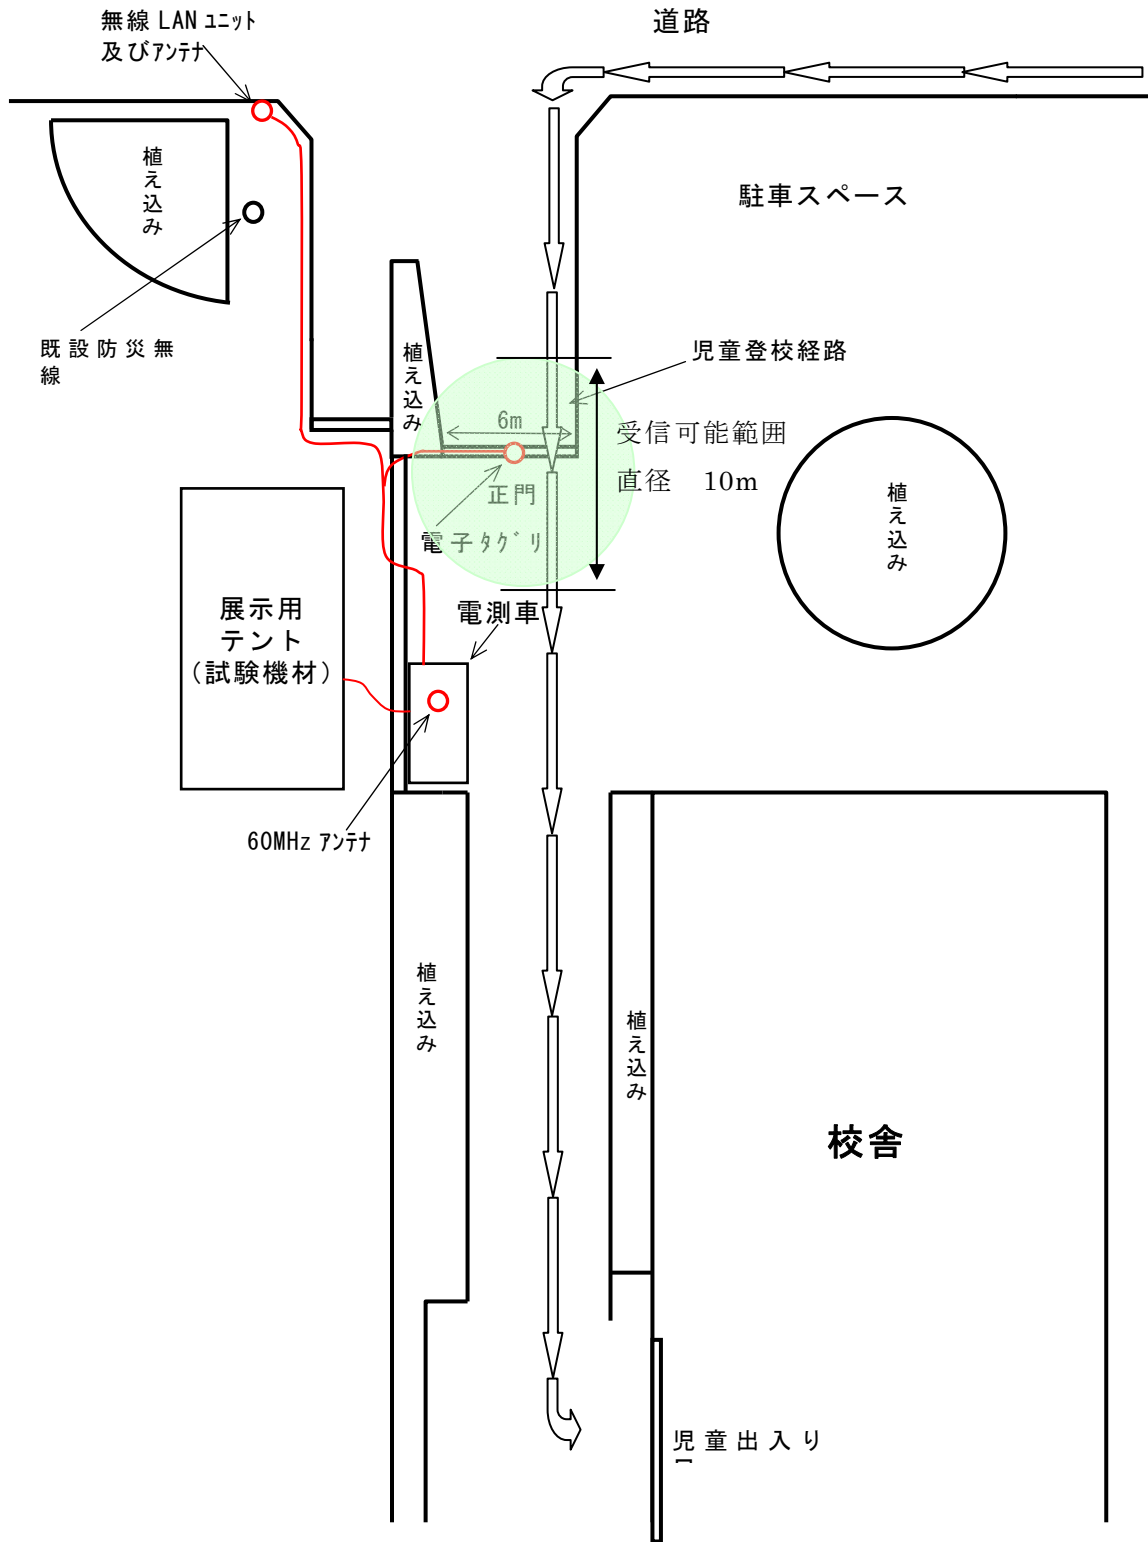 無線 LAN ユニット
及びアンテナ
道路
植え込み
駐車スペース
既設防災無
線
植え込み
児童登校経路
6m
受信可能範囲
直径　10m
正門
電子タグリ
植え込み
展示用
テント
（試験機材）
電測車
60MHz アンテナ
植え込み
植え込み
校舎
児童出入り